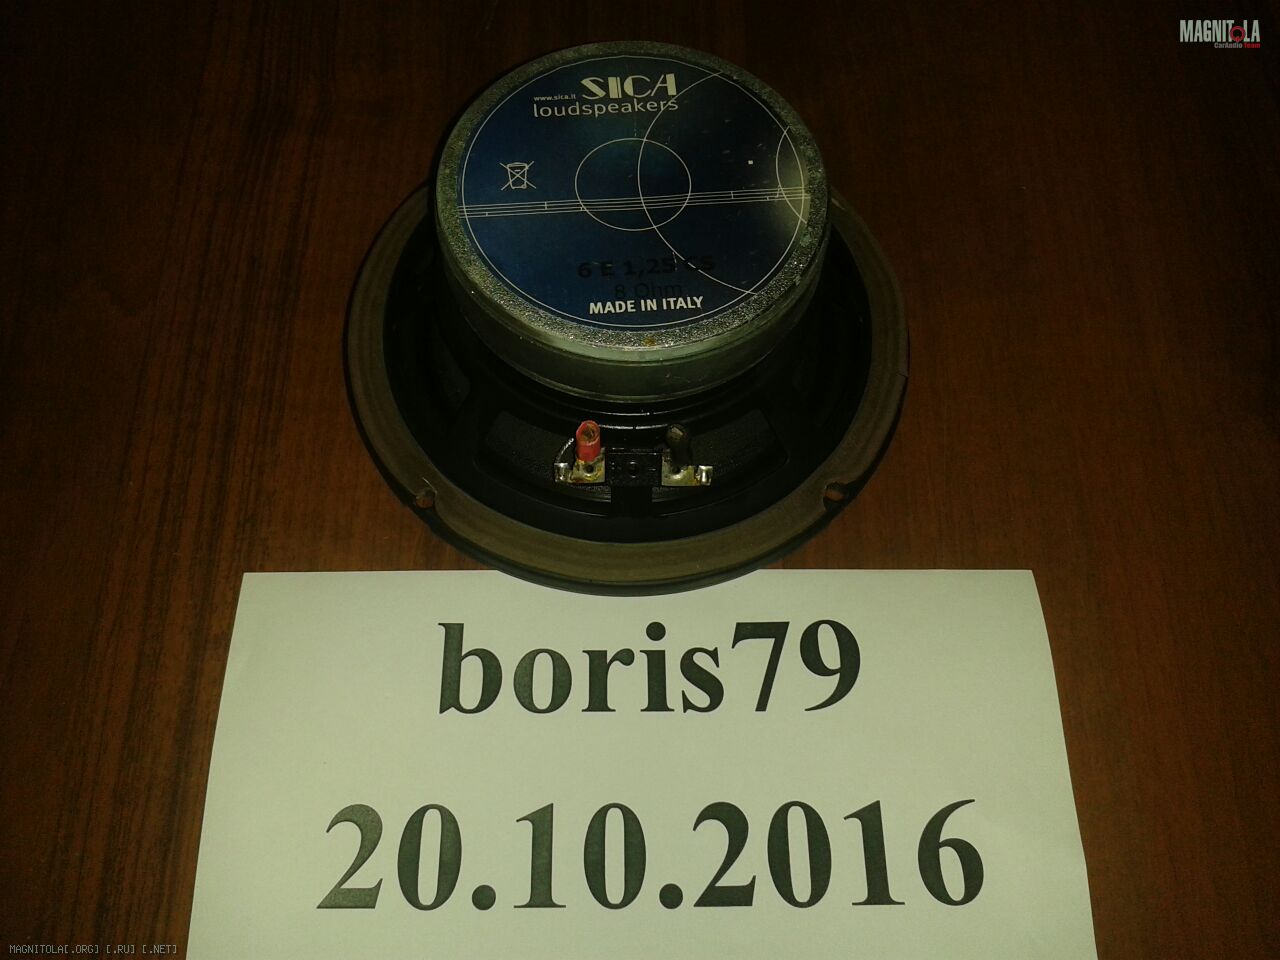 MAGNITOLA
CarAudio Team
www.sica.it SICA
loudspeakers
6 E 1,25 CS
8 Ohm
MADE IN ITALY
boris79
20.10.2016
MAGNITOLA[.ORG] [.RU] [.NET]